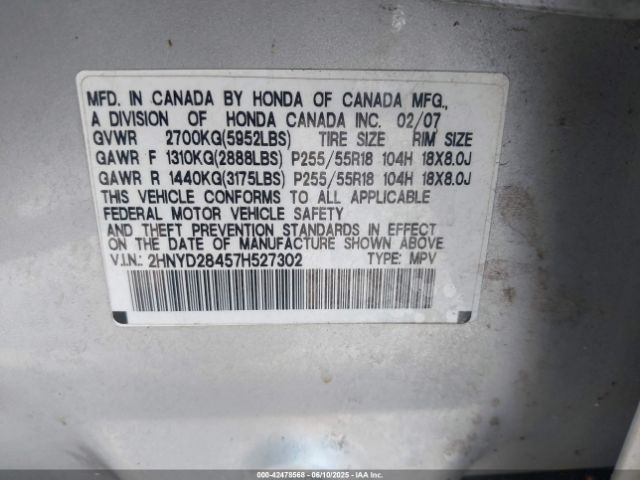 MFD. IN CANADA BY HONDA OF CANADA MFG.,
A DIVISION OF HONDA CANADA INC. 02/07
GVWR 2700KG(5952LBS) TIRE SIZE RIM SIZE
GAWR F 1310KG(2888LBS) P255/55R18 104H 18X8.0J
GAWR R 1440KG(3175LBS) P255/55R18 104H 18X8.0J
THIS VEHICLE CONFORMS TO ALL APPLICABLE
FEDERAL MOTOR VEHICLE SAFETY
AND THEFT PREVENTION STANDARDS IN EFFECT
ON THE DATE OF MANUFACTURE SHOWN ABOVE
V.I.N.: 2HNYD28457H527302 TYPE: MPV
000-42478568 | 06/10/2025 | IAA Inc.